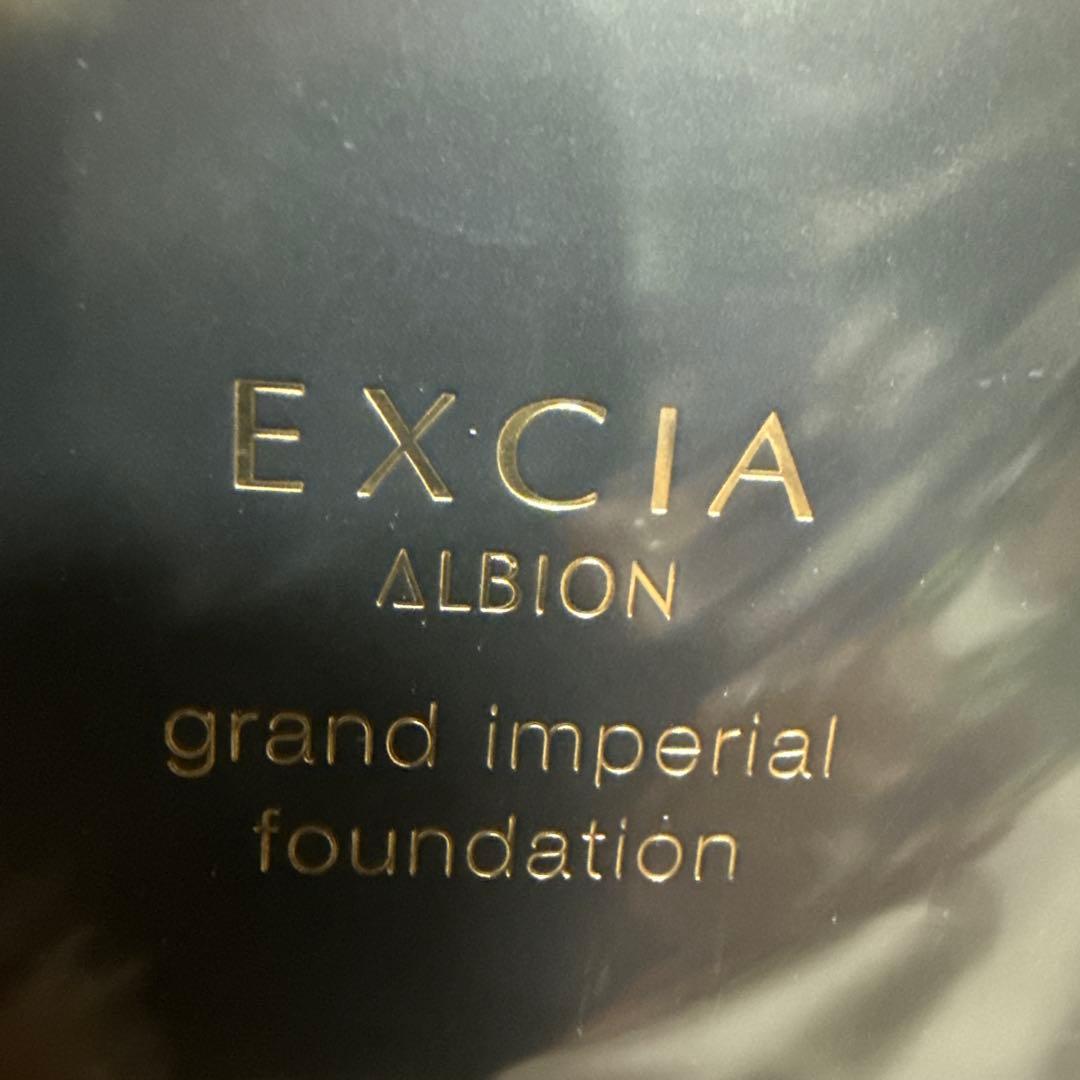 EXCIA
ALBION
grand imperial
foundation